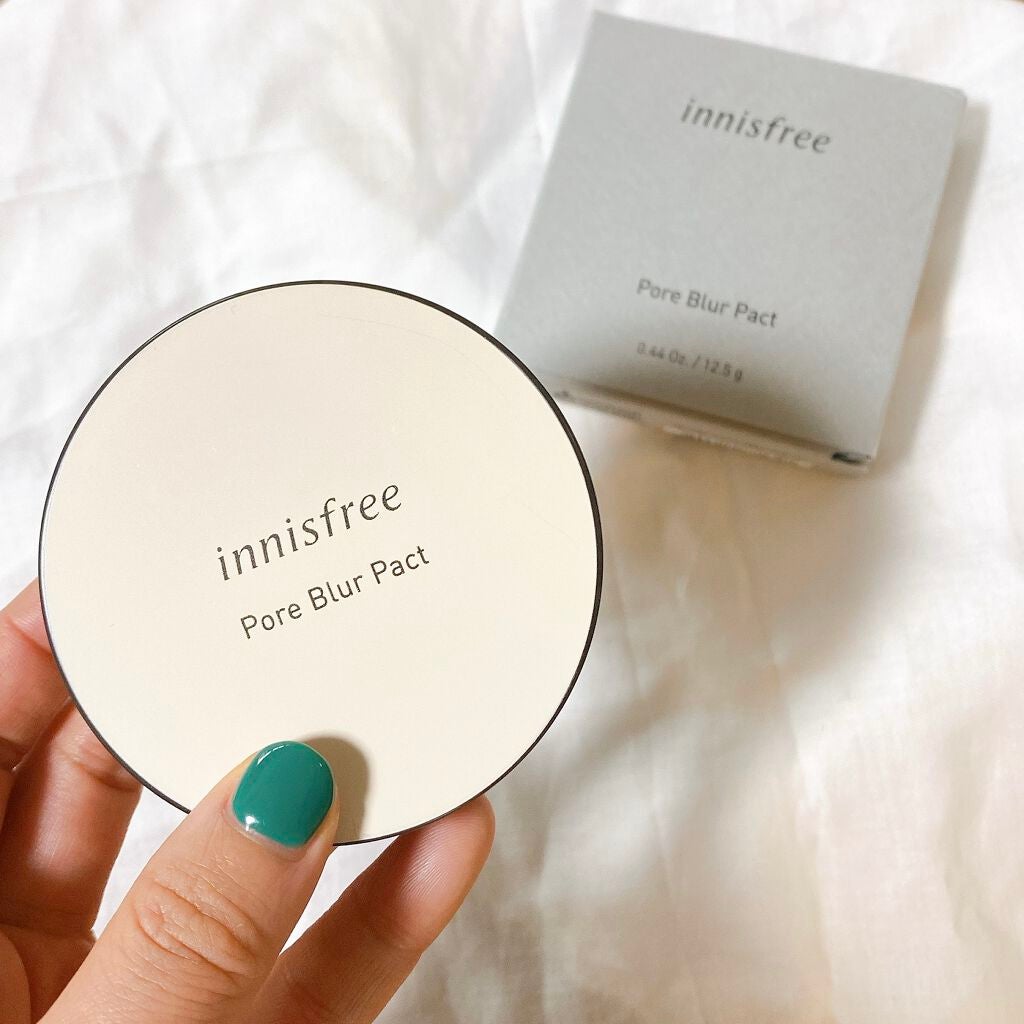 innisfree
Pore Blur Pact
0.44 Oz. / 12.5 g
innisfree
Pore Blur Pact